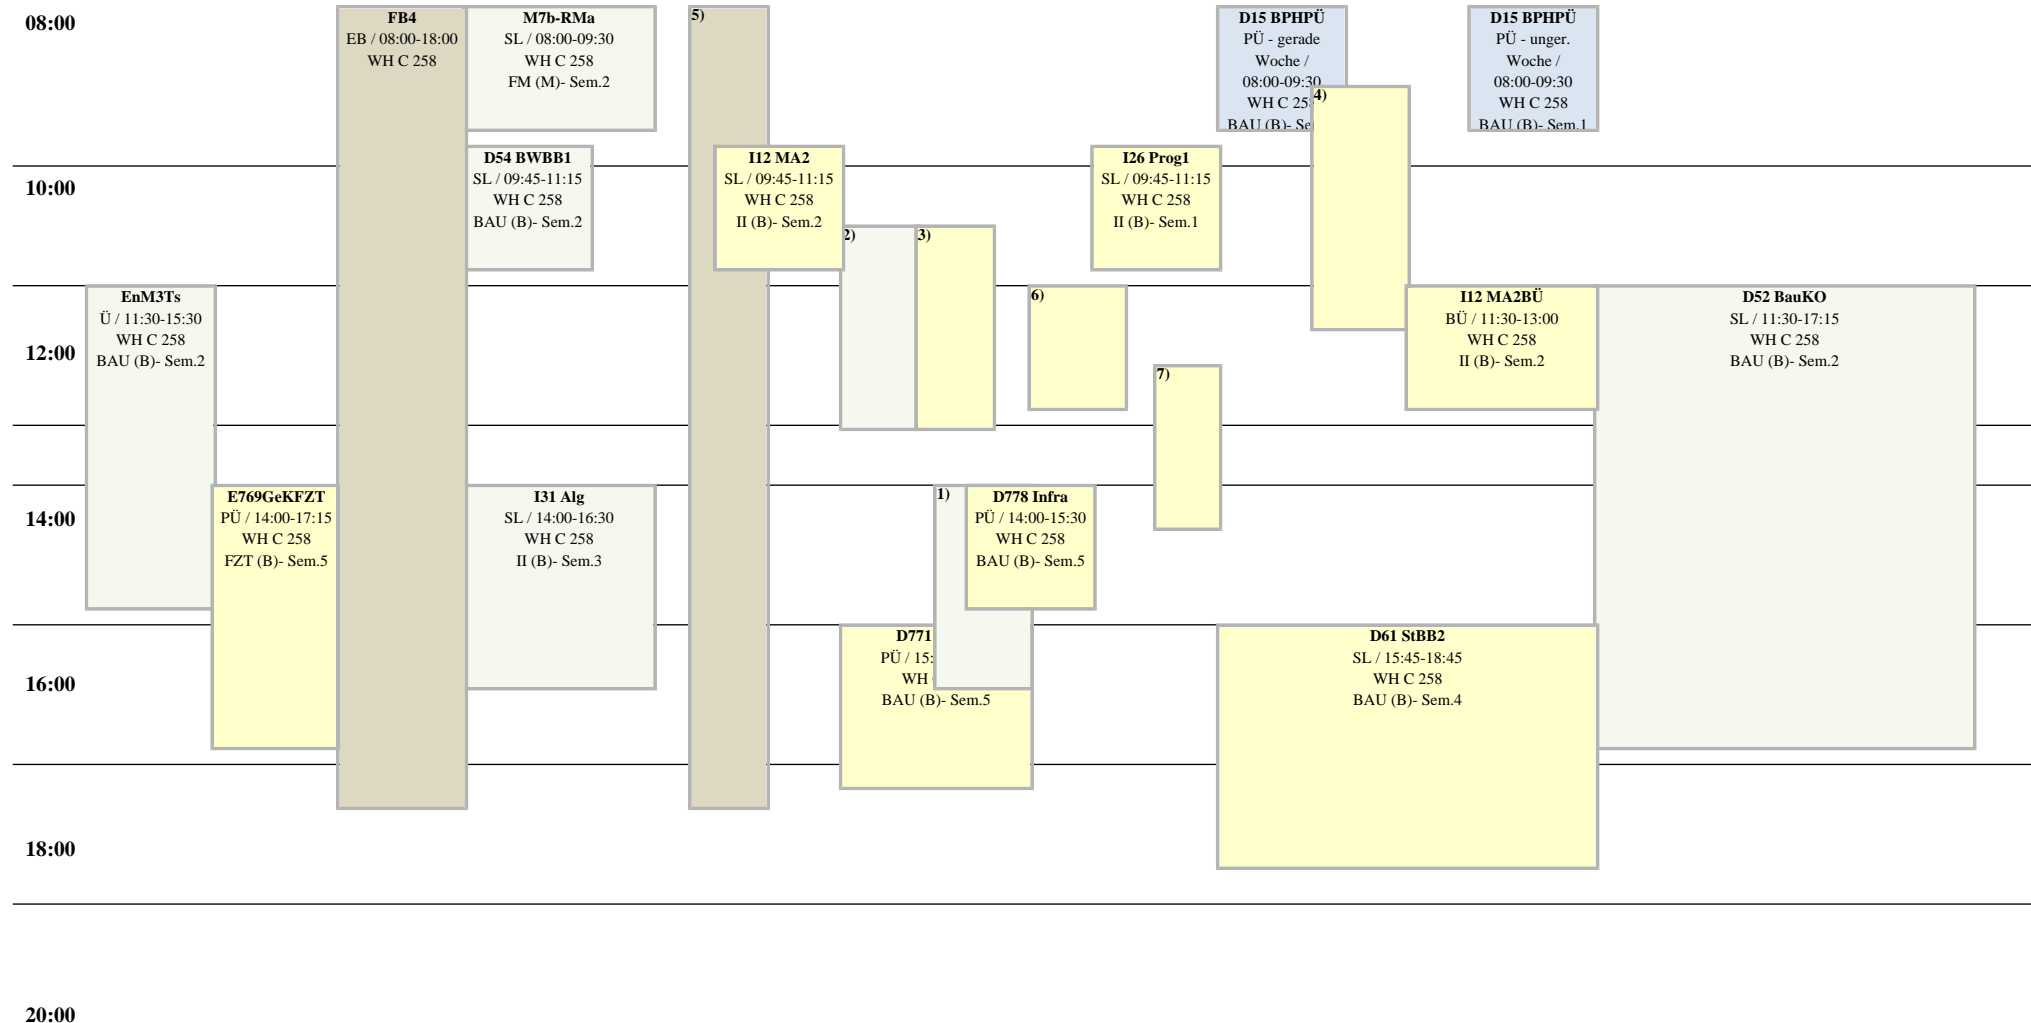 08:00
10:00
12:00
14:00
16:00
18:00
20:00
FB4
EB / 08:00-18:00
WH C 258
M7b-RMa
SL / 08:00-09:30
WH C 258
FM (M)- Sem.2
5)
D15 BPHPÜ
PÜ - gerade
Woche /
08:00-09:30
WH C 25
BAU (B)- Se
4)
D15 BPHPÜ
PÜ - unger.
Woche /
08:00-09:30
WH C 258
BAU (B)- Sem.1
D54 BWBB1
SL / 09:45-11:15
WH C 258
BAU (B)- Sem.2
I12 MA2
SL / 09:45-11:15
WH C 258
II (B)- Sem.2
I26 Prog1
SL / 09:45-11:15
WH C 258
II (B)- Sem.1
2)
3)
EnM3Ts
Ü / 11:30-15:30
WH C 258
BAU (B)- Sem.2
6)
I12 MA2BÜ
BÜ / 11:30-13:00
WH C 258
II (B)- Sem.2
D52 BauKO
SL / 11:30-17:15
WH C 258
BAU (B)- Sem.2
7)
E769GeKFZT
PÜ / 14:00-17:15
WH C 258
FZT (B)- Sem.5
I31 Alg
SL / 14:00-16:30
WH C 258
II (B)- Sem.3
1)
D778 Infra
PÜ / 14:00-15:30
WH C 258
BAU (B)- Sem.5
D771
PÜ / 15:
WH
BAU (B)- Sem.5
D61 StBB2
SL / 15:45-18:45
WH C 258
BAU (B)- Sem.4